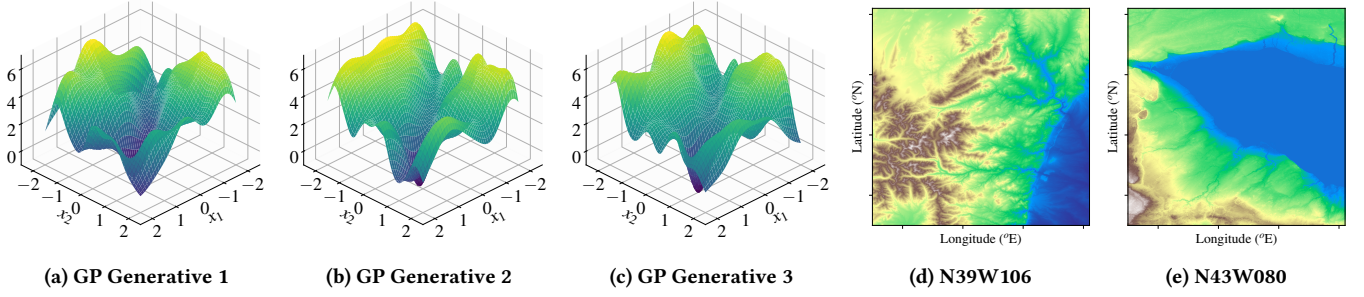 6
4
2
0
−2
−1
0
1
2
x₂
−2
−1
0
1
2
x₁
(a) GP Generative 1
6
4
2
0
−2
−1
0
1
2
x₂
−2
−1
0
1
2
x₁
(b) GP Generative 2
6
4
2
0
−2
−1
0
1
2
x₂
−2
−1
0
1
2
x₁
(c) GP Generative 3
Latitude (°N)
Longitude (°E)
(d) N39W106
Latitude (°N)
Longitude (°E)
(e) N43W080